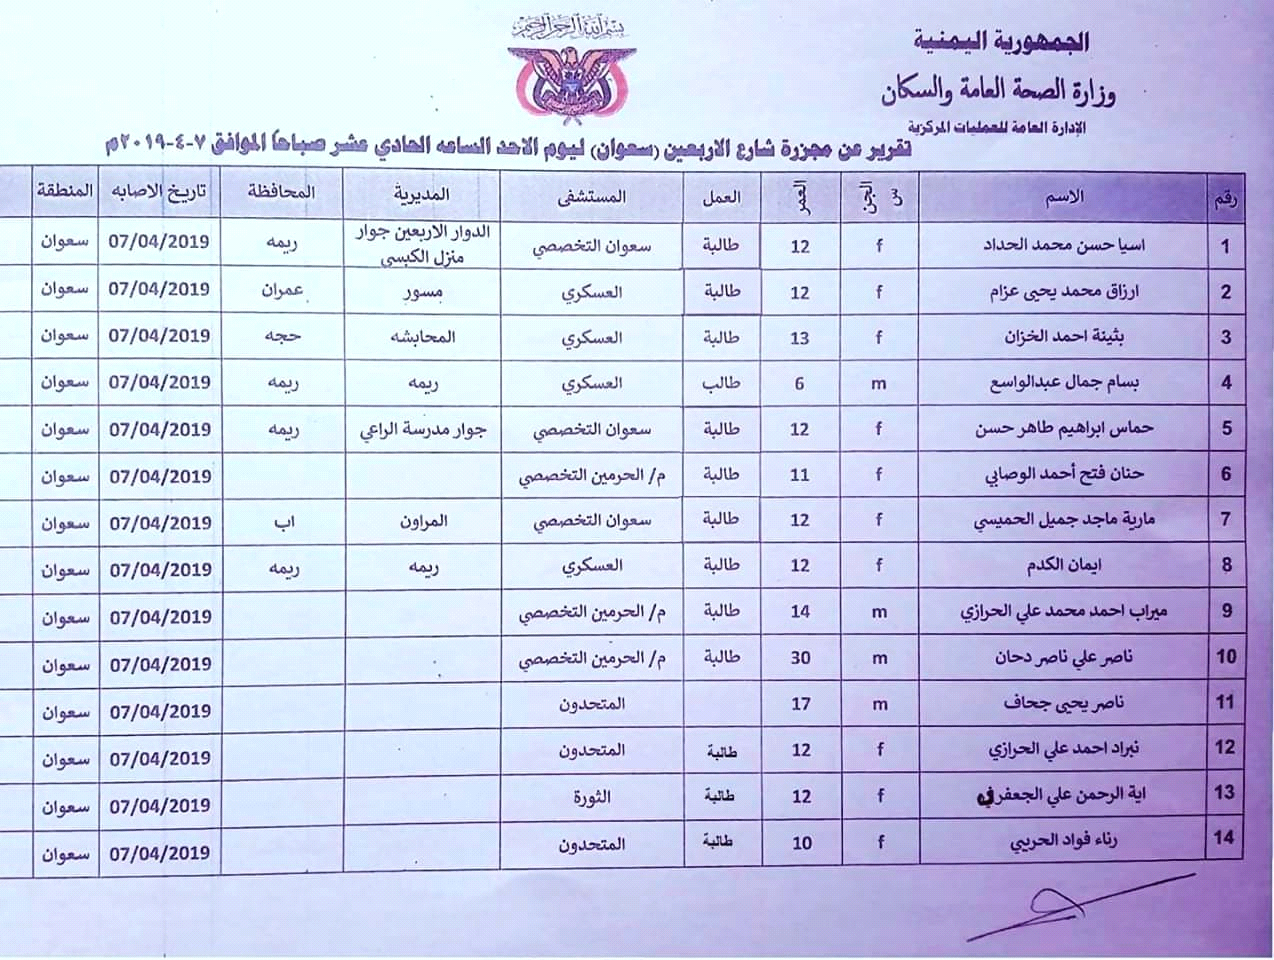 بسم الله الرحمن الرحيم
الجمهورية اليمنية
وزارة الصحة العامة والسكان
الإدارة العامة للعمليات المركزية
تقرير عن مجزرة شارع الاربعين (سعوان) ليوم الاحد الساعه الحادي عشر صباحاً الموافق ٧-٤-٢٠١٩م
رقم الاسم الجنس العمر العمل المستشفى المديرية المحافظة تاريخ الاصابه المنطقة
1 اسيا حسن محمد الحداد f 12 طالبة سعوان التخصصي الدوار الاربعين جوار منزل الكبسي ريمه 07/04/2019 سعوان
2 ارزاق محمد يحيى عزام f 12 طالبة العسكري مسور عمران 07/04/2019 سعوان
3 بثينة احمد الخزان f 13 طالبة العسكري المحابشه حجه 07/04/2019 سعوان
4 بسام جمال عبدالواسع m 6 طالب العسكري ريمه ريمه 07/04/2019 سعوان
5 حماس ابراهيم طاهر حسن f 12 طالبة سعوان التخصصي جوار مدرسة الراعي ريمه 07/04/2019 سعوان
6 حنان فتح أحمد الوصابي f 11 طالبة م/ الحرمين التخصصي 07/04/2019 سعوان
7 مارية ماجد جميل الحميسي f 12 طالبة سعوان التخصصي المراون اب 07/04/2019 سعوان
8 ايمان الكدم f 12 طالبة العسكري ريمه ريمه 07/04/2019 سعوان
9 ميراب احمد محمد علي الحرازي m 14 طالبة م/ الحرمين التخصصي 07/04/2019 سعوان
10 ناصر علي ناصر دحان m 30 طالبة م/ الحرمين التخصصي 07/04/2019 سعوان
11 ناصر يحيى جحاف m 17 المتحدون 07/04/2019 سعوان
12 نبراد احمد علي الحرازي f 12 طالبة المتحدون 07/04/2019 سعوان
13 اية الرحمن علي الجعفرفي f 12 طالبة الثورة 07/04/2019 سعوان
14 رناء فواد الحريبي f 10 طالبة المتحدون 07/04/2019 سعوان